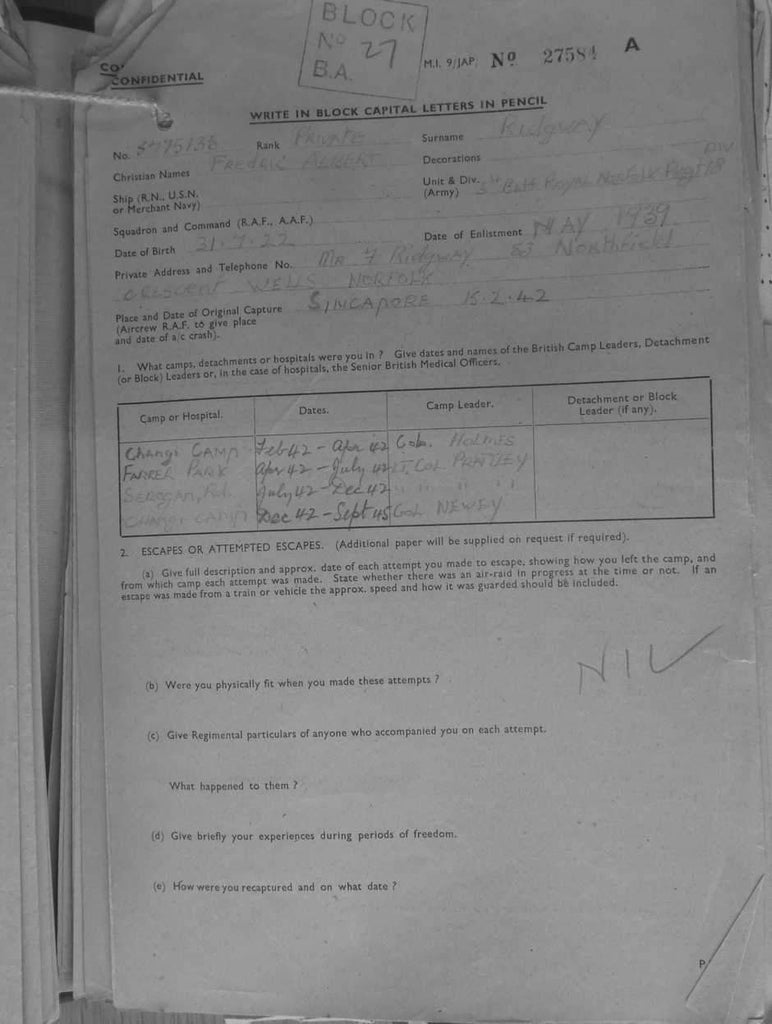 BLOCK
No 27
B.A.
M.I. 9/JAP. No 27584 A
CO
CONFIDENTIAL
WRITE IN BLOCK CAPITAL LETTERS IN PENCIL
No. Rank PRIVATE Surname Ridgway
Christian Names FREDRIC ALBERT Decorations
Ship (R.N., U.S.N. or Merchant Navy) Unit & Div. (Army) 5th Batt Royal Norfolk DIV
Squadron and Command (R.A.F., A.A.F.)
Date of Birth 31.7.22 Date of Enlistment MAY 1939
Private Address and Telephone No. MR F Ridgway 53 Northfield
CRESCENT WELLS NORFOLK
Place and Date of Original Capture SINCAPORE 15.2.42
(Aircrew R.A.F. to give place
and date of a/c crash).
1. What camps, detachments or hospitals were you in ? Give dates and names of the British Camp Leaders, Detachment
(or Block) Leaders or, in the case of hospitals, the Senior British Medical Officers.
Camp or Hospital. Dates. Camp Leader. Detachment or Block Leader (if any).
Changi CAMP Feb 42 - Apr 42 Col. HOLMES
FARRER PARK Apr 42 - July 42 LT. COL PRATLEY
July 42 - Dec 42 " " "
CHANGI CAMP Dec 42 - Sept 45 Col NEWEY
2. ESCAPES OR ATTEMPTED ESCAPES. (Additional paper will be supplied on request if required).
(a) Give full description and approx. date of each attempt you made to escape, showing how you left the camp, and
from which camp each attempt was made. State whether there was an air-raid in progress at the time or not. If an
escape was made from a train or vehicle the approx. speed and how it was guarded should be included.
NIL
(b) Were you physically fit when you made these attempts ?
(c) Give Regimental particulars of anyone who accompanied you on each attempt.
What happened to them ?
(d) Give briefly your experiences during periods of freedom.
(e) How were you recaptured and on what date ?
P